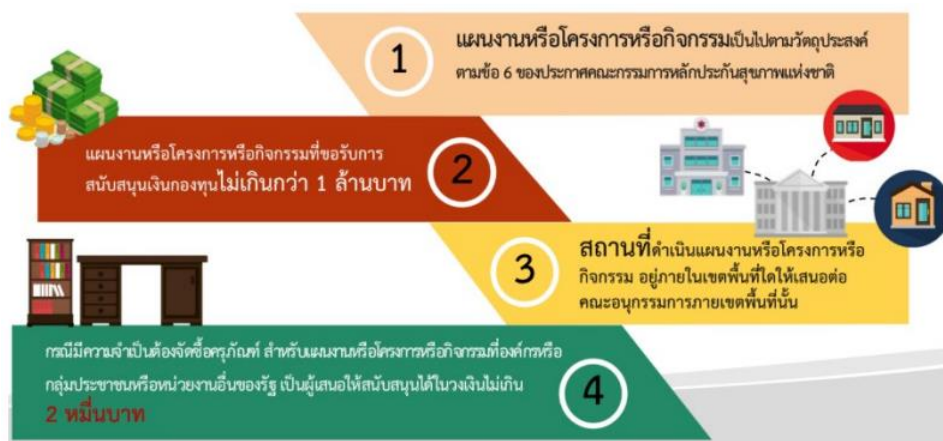 1
แผนงานหรือโครงการหรือกิจกรรมเป็นไปตามวัตถุประสงค์
ตามข้อ 6 ของประกาศคณะกรรมการหลักประกันสุขภาพแห่งชาติ
แผนงานหรือโครงการหรือกิจกรรมที่ขอรับการ
สนับสนุนเงินกองทุนไม่เกินกว่า 1 ล้านบาท
2
3
สถานที่ดำเนินแผนงานหรือโครงการหรือ
กิจกรรม อยู่ภายในเขตพื้นที่ใดให้เสนอต่อ
คณะอนุกรรมการภายเขตพื้นที่นั้น
กรณีมีความจำเป็นต้องจัดซื้อครุภัณฑ์ สำหรับแผนงานหรือโครงการหรือกิจกรรมที่องค์กรหรือ
กลุ่มประชาชนหรือหน่วยงานอื่นของรัฐ เป็นผู้เสนอให้สนับสนุนได้ในวงเงินไม่เกิน
2 หมื่นบาท
4